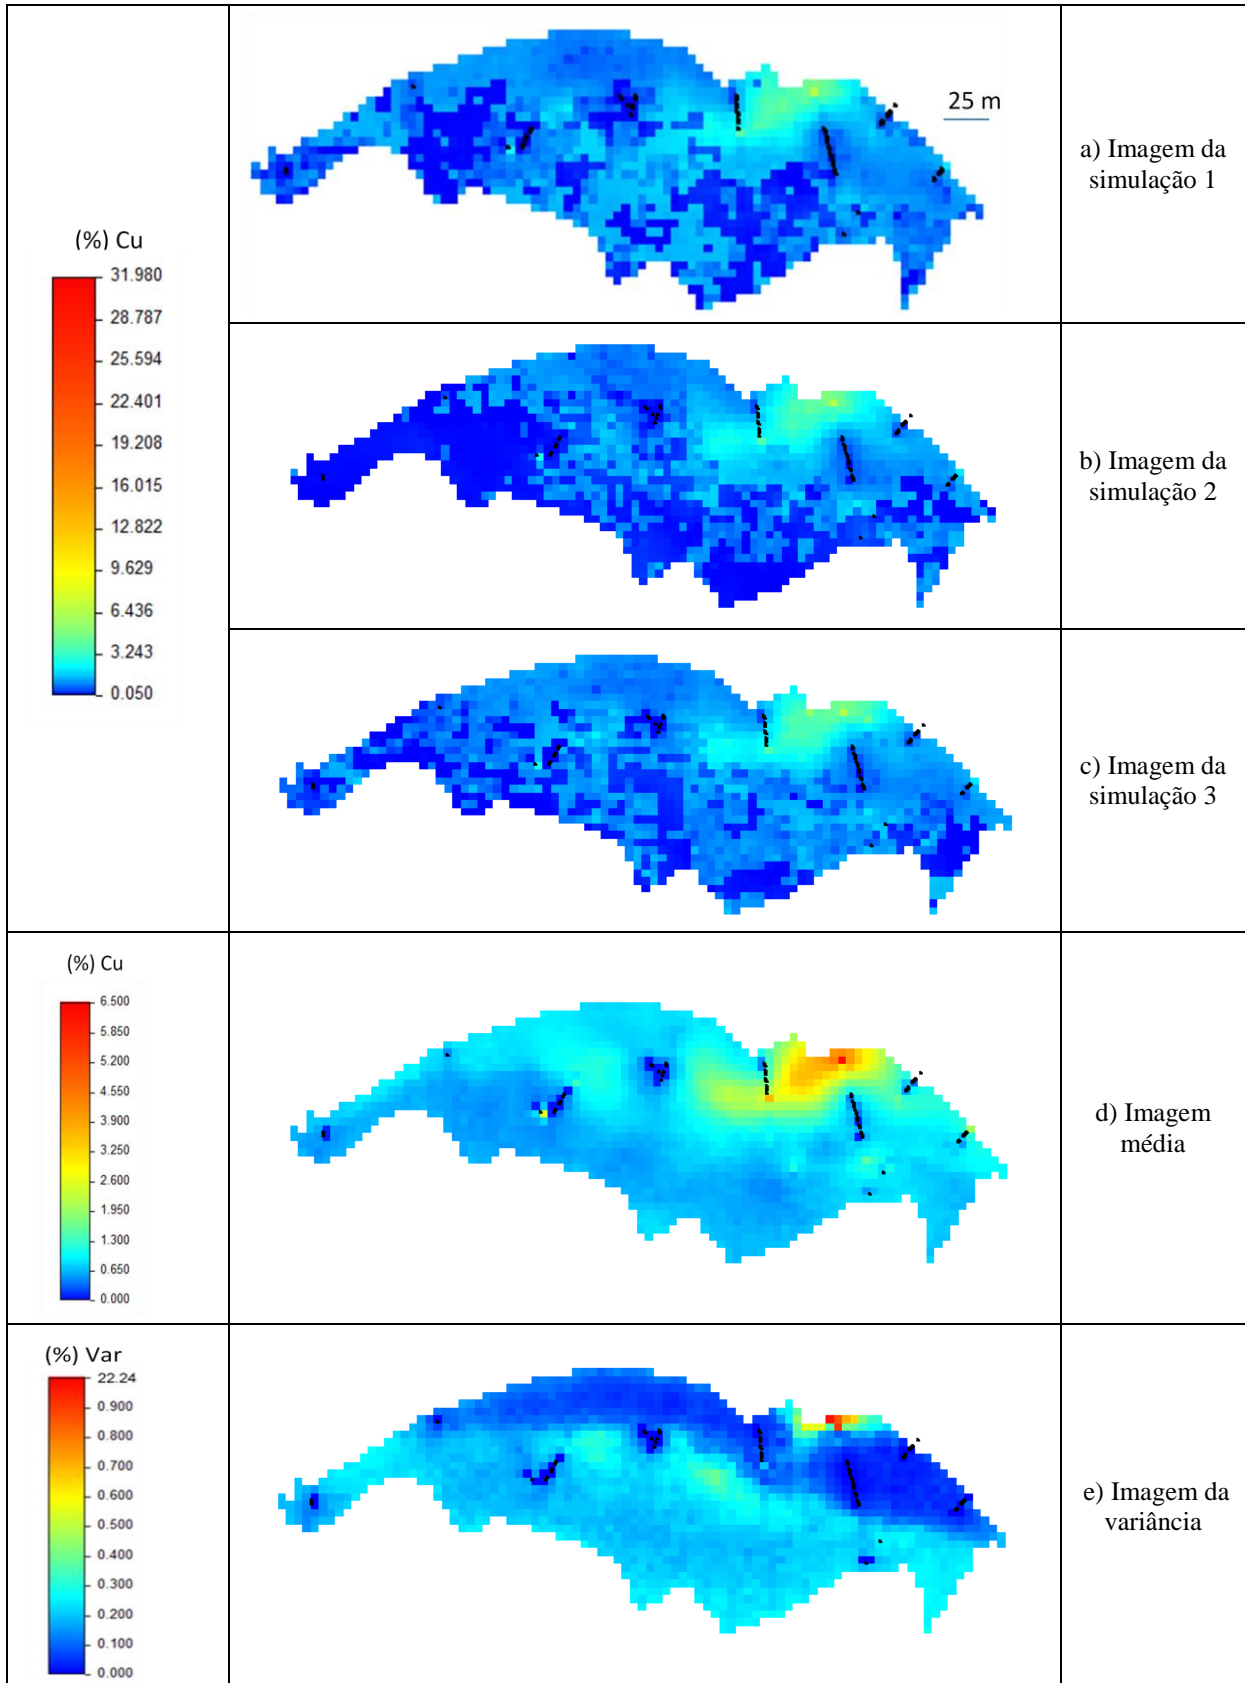 (%) Cu
31.980
28.787
25.594
22.401
19.208
16.015
12.822
9.629
6.436
3.243
0.050
25 m
a) Imagem da
simulação 1
b) Imagem da
simulação 2
c) Imagem da
simulação 3
(%) Cu
6.500
5.850
5.200
4.550
3.900
3.250
2.600
1.950
1.300
0.650
0.000
d) Imagem
média
(%) Var
22.24
0.900
0.800
0.700
0.600
0.500
0.400
0.300
0.200
0.100
0.000
e) Imagem da
variância